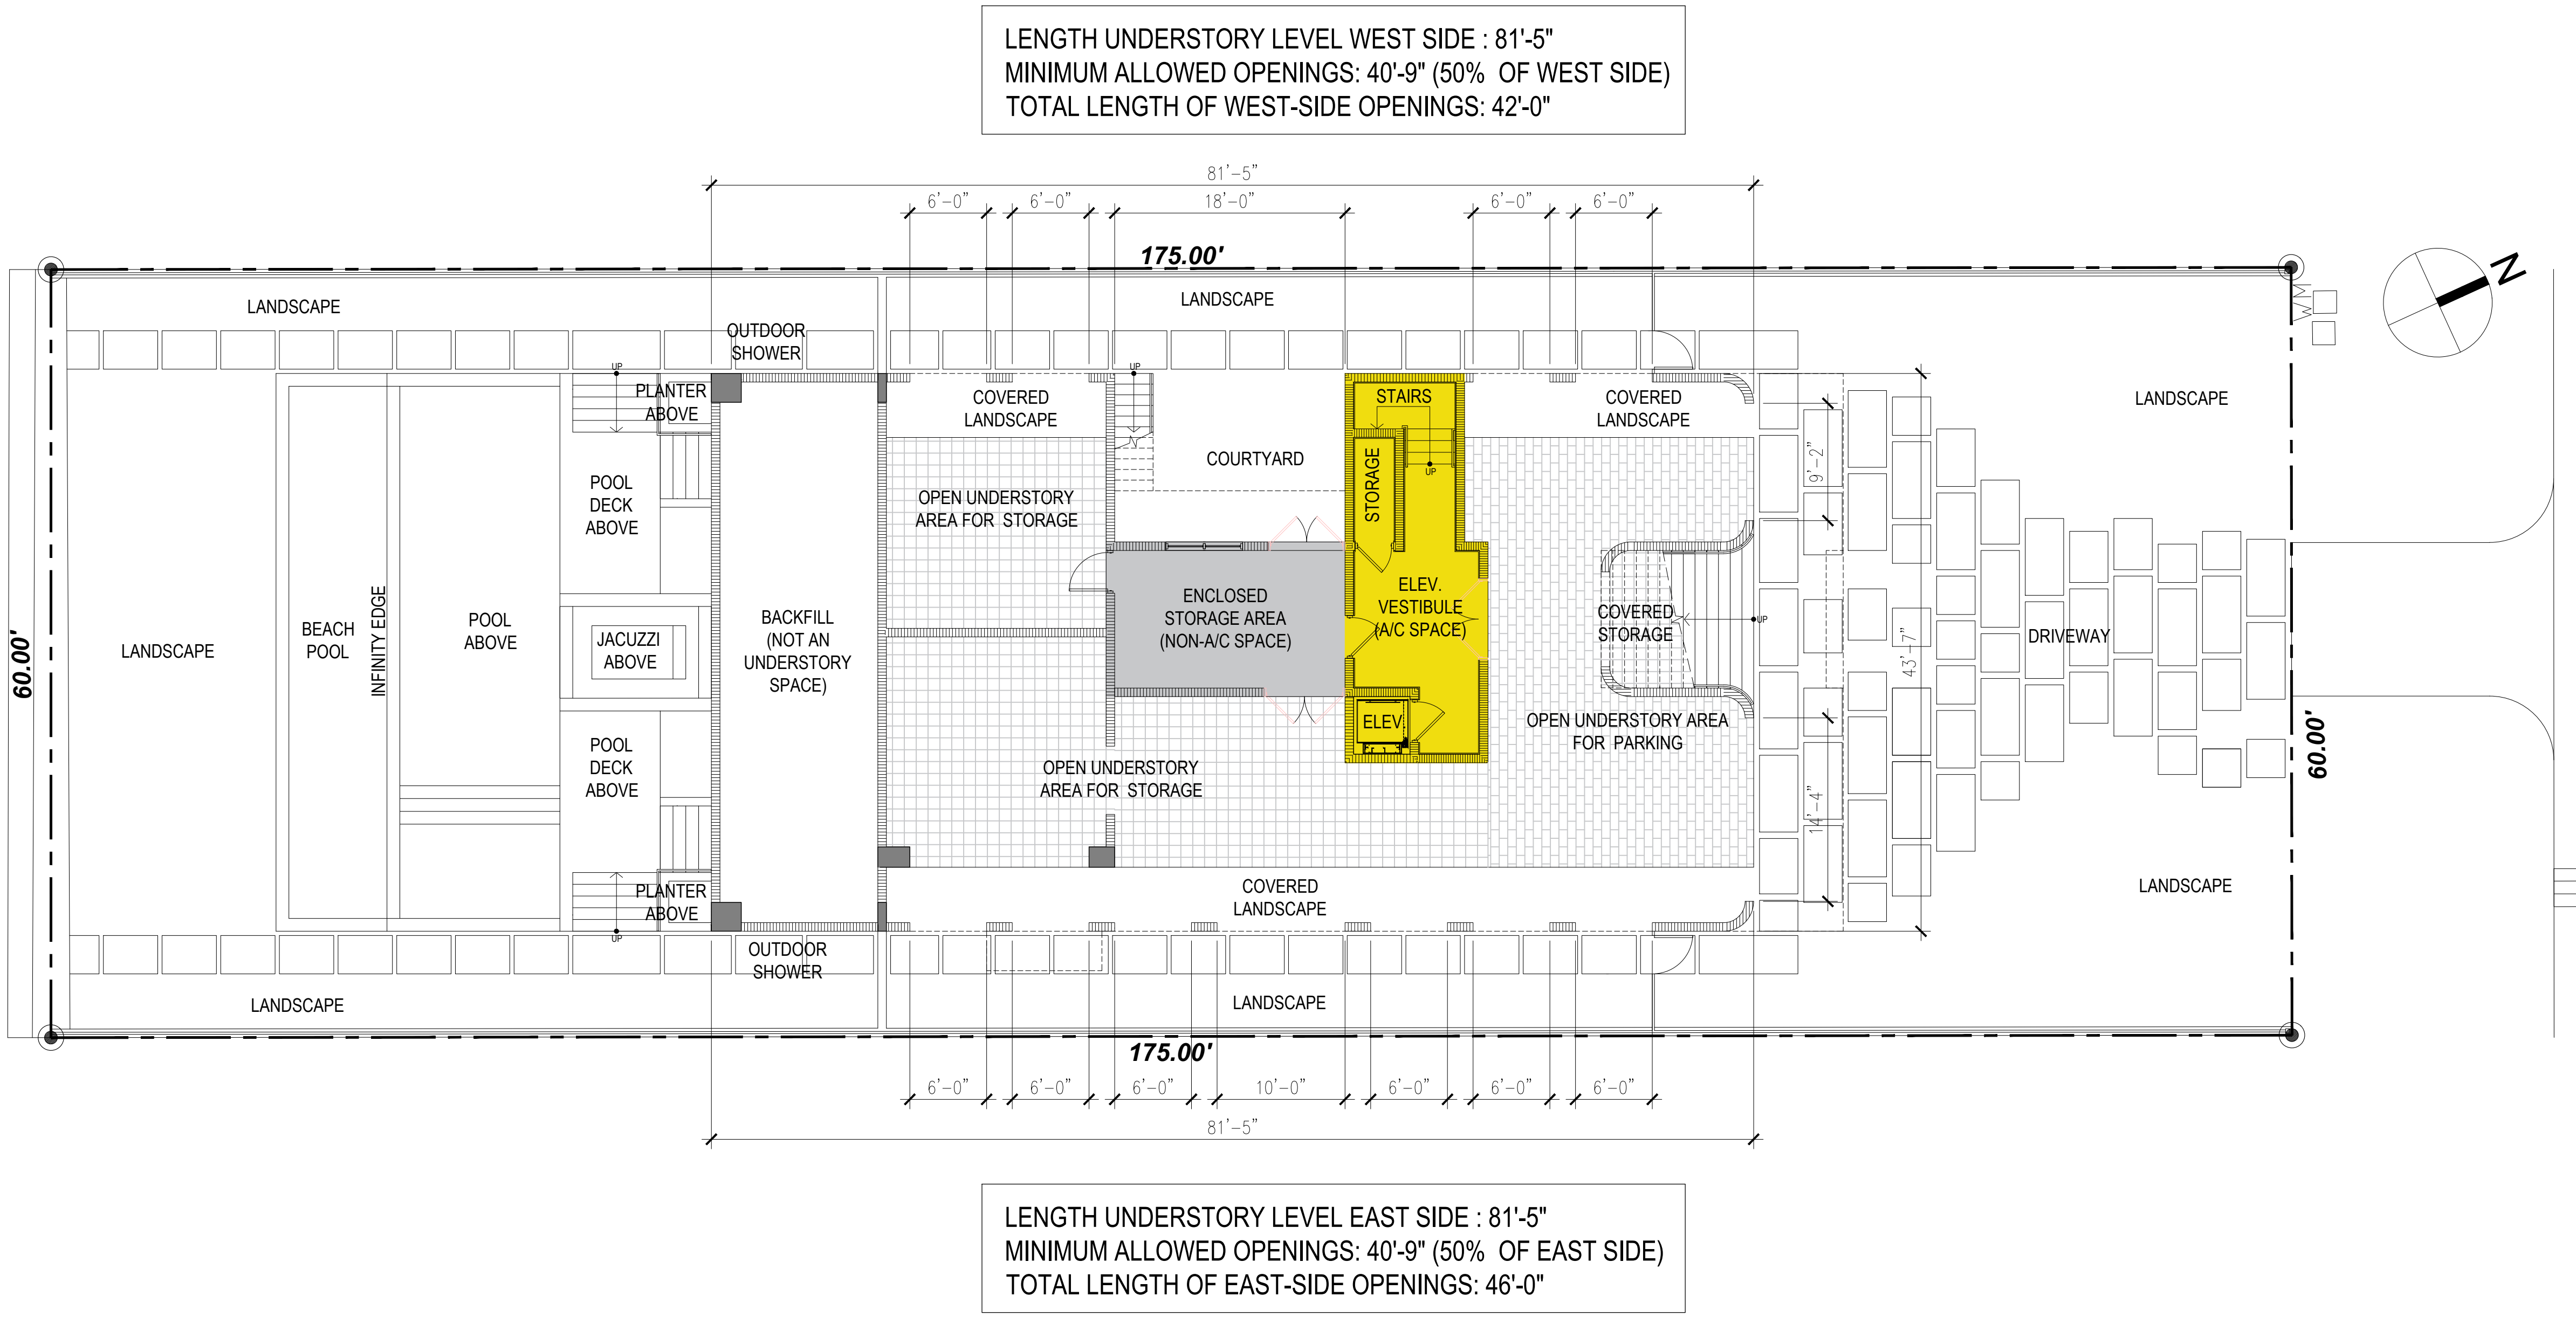 LENGTH UNDERSTORY LEVEL WEST SIDE : 81'-5"
MINIMUM ALLOWED OPENINGS: 40'-9" (50% OF WEST SIDE)
TOTAL LENGTH OF WEST-SIDE OPENINGS: 42'-0"
81'-5"
6'-0"
6'-0"
18'-0"
6'-0"
6'-0"
175.00'
N
LANDSCAPE
LANDSCAPE
OUTDOOR
SHOWER
UP
PLANTER
ABOVE
COVERED
LANDSCAPE
UP
STAIRS
COVERED
LANDSCAPE
LANDSCAPE
COURTYARD
STORAGE
UP
9'-2"
POOL
DECK
ABOVE
OPEN UNDERSTORY
AREA FOR STORAGE
60.00'
LANDSCAPE
BEACH
POOL
INFINITY EDGE
POOL
ABOVE
JACUZZI
ABOVE
BACKFILL
(NOT AN
UNDERSTORY
SPACE)
ENCLOSED
STORAGE AREA
(NON-A/C SPACE)
ELEV.
VESTIBULE
(A/C SPACE)
COVERED
STORAGE
UP
43'-7"
DRIVEWAY
ELEV
OPEN UNDERSTORY AREA
FOR PARKING
POOL
DECK
ABOVE
OPEN UNDERSTORY
AREA FOR STORAGE
14'-4"
60.00'
PLANTER
ABOVE
UP
COVERED
LANDSCAPE
LANDSCAPE
OUTDOOR
SHOWER
LANDSCAPE
LANDSCAPE
175.00'
6'-0"
6'-0"
6'-0"
10'-0"
6'-0"
6'-0"
6'-0"
81'-5"
LENGTH UNDERSTORY LEVEL EAST SIDE : 81'-5"
MINIMUM ALLOWED OPENINGS: 40'-9" (50% OF EAST SIDE)
TOTAL LENGTH OF EAST-SIDE OPENINGS: 46'-0"